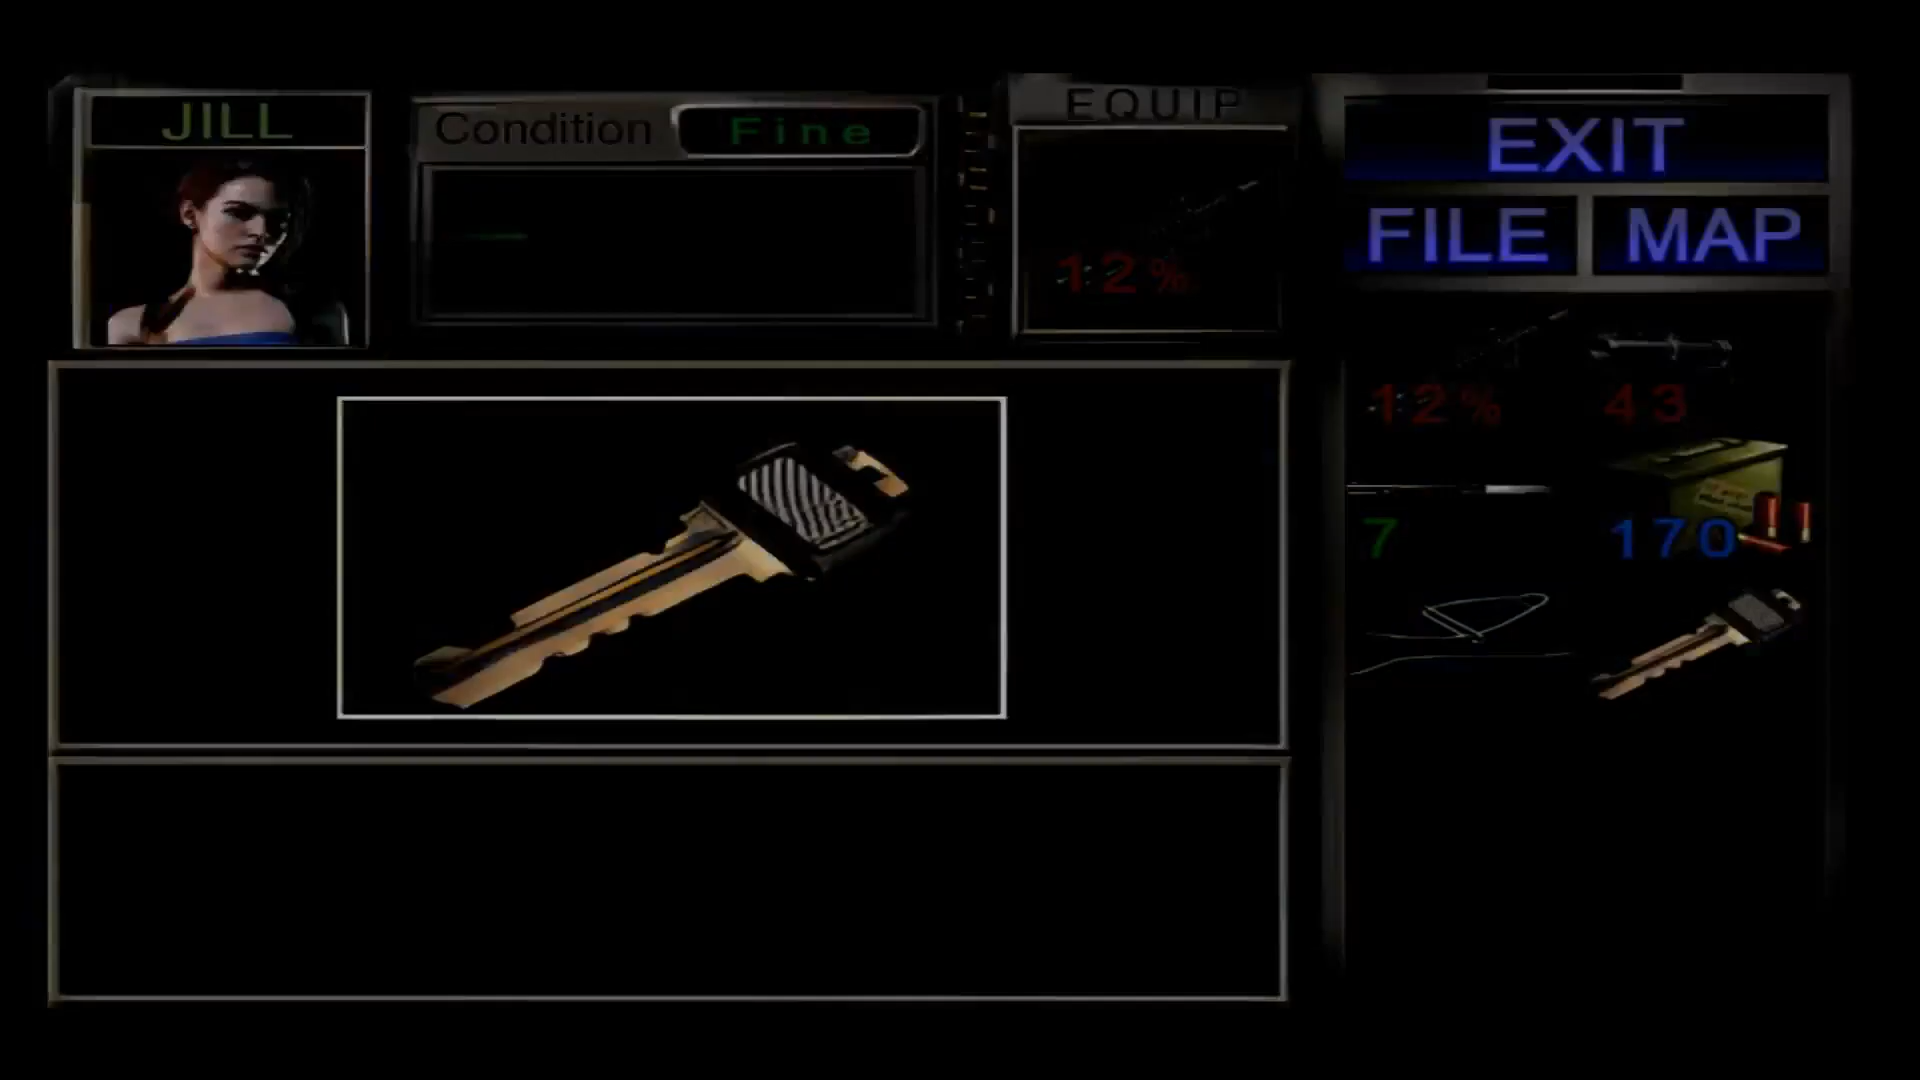 JILL
Condition
Fine
EQUIP
12%
EXIT
FILE
MAP
12%
43
7
170